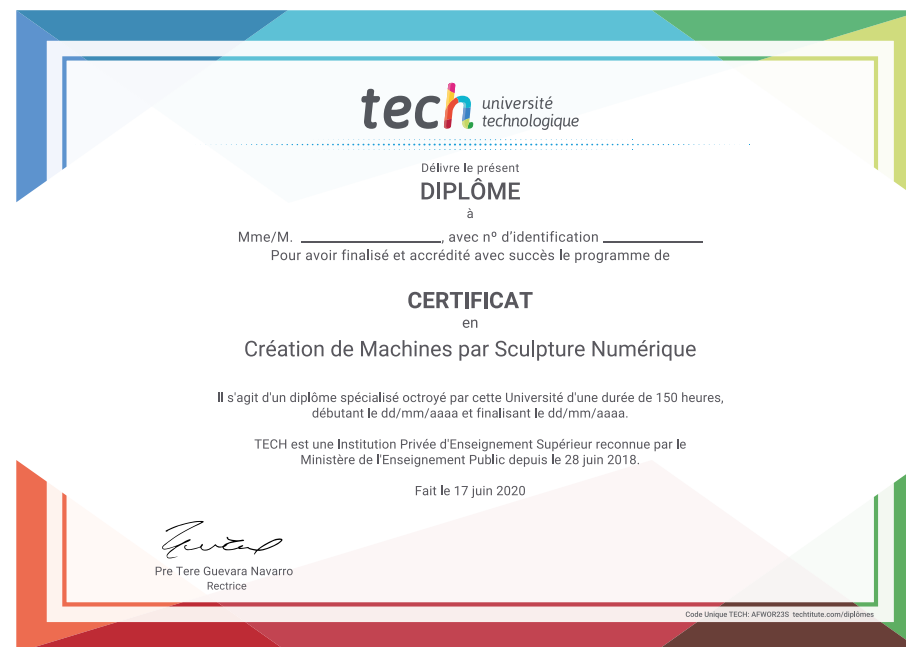 tech université
technologique
Délivre le présent
DIPLÔME
à
Mme/M. ____________________, avec nº d'identification ______________
Pour avoir finalisé et accrédité avec succès le programme de
CERTIFICAT
en
Création de Machines par Sculpture Numérique
Il s'agit d'un diplôme spécialisé octroyé par cette Université d'une durée de 150 heures,
débutant le dd/mm/aaaa et finalisant le dd/mm/aaaa.
TECH est une Institution Privée d'Enseignement Supérieur reconnue par le
Ministère de l'Enseignement Public depuis le 28 juin 2018.
Fait le 17 juin 2020
Pre Tere Guevara Navarro
Rectrice
Code Unique TECH: AFWOR23S techtitute.com/diplômes